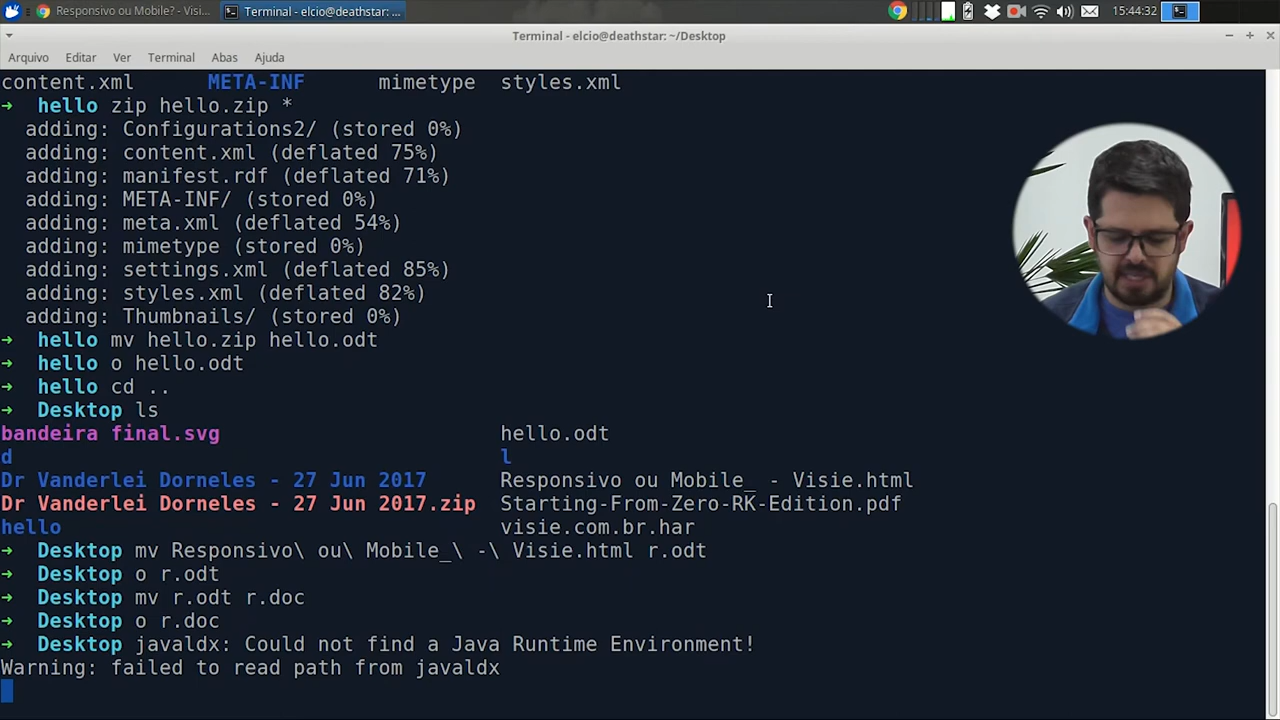 Responsivo ou Mobile? - Visi...
Terminal - elcio@deathstar: ...
15:44:32
Terminal - elcio@deathstar: ~/Desktop
Arquivo Editar Ver Terminal Abas Ajuda
content.xml META-INF mimetype styles.xml
➜ hello zip hello.zip *
adding: Configurations2/ (stored 0%)
adding: content.xml (deflated 75%)
adding: manifest.rdf (deflated 71%)
adding: META-INF/ (stored 0%)
adding: meta.xml (deflated 54%)
adding: mimetype (stored 0%)
adding: settings.xml (deflated 85%)
adding: styles.xml (deflated 82%)
adding: Thumbnails/ (stored 0%)
➜ hello mv hello.zip hello.odt
➜ hello o hello.odt
➜ hello cd ..
➜ Desktop ls
bandeira final.svg hello.odt
d l
Dr Vanderlei Dorneles - 27 Jun 2017 Responsivo ou Mobile_ - Visie.html
Dr Vanderlei Dorneles - 27 Jun 2017.zip Starting-From-Zero-RK-Edition.pdf
hello visie.com.br.har
➜ Desktop mv Responsivo\ ou\ Mobile_\ -\ Visie.html r.odt
➜ Desktop o r.odt
➜ Desktop mv r.odt r.doc
➜ Desktop o r.doc
➜ Desktop javaldx: Could not find a Java Runtime Environment!
Warning: failed to read path from javaldx